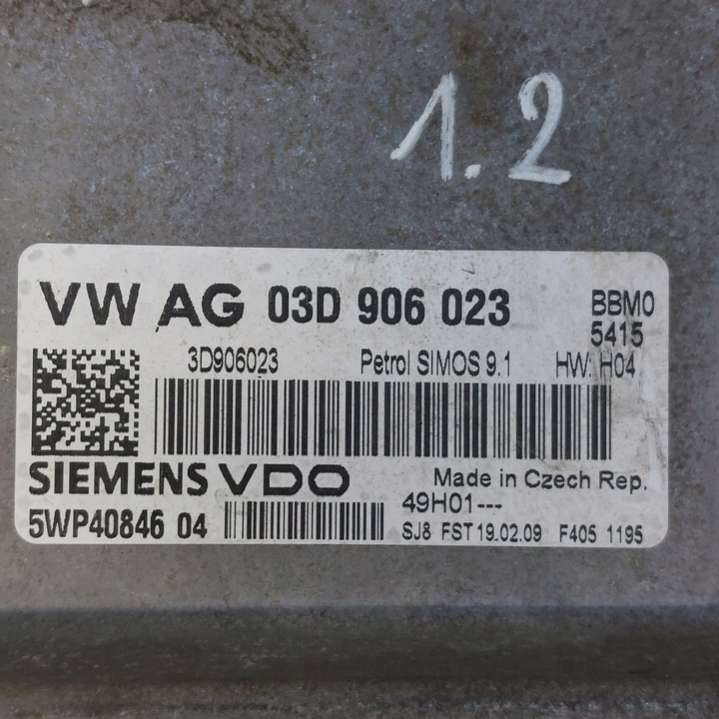 1.2
VW AG 03D 906 023 BBM0
5415
3D906023 Petrol SIMOS 9.1 HW: H04
SIEMENS VDO Made in Czech Rep.
49H01---
5WP40846 04 SJ8 FST 19.02.09 F405 1195